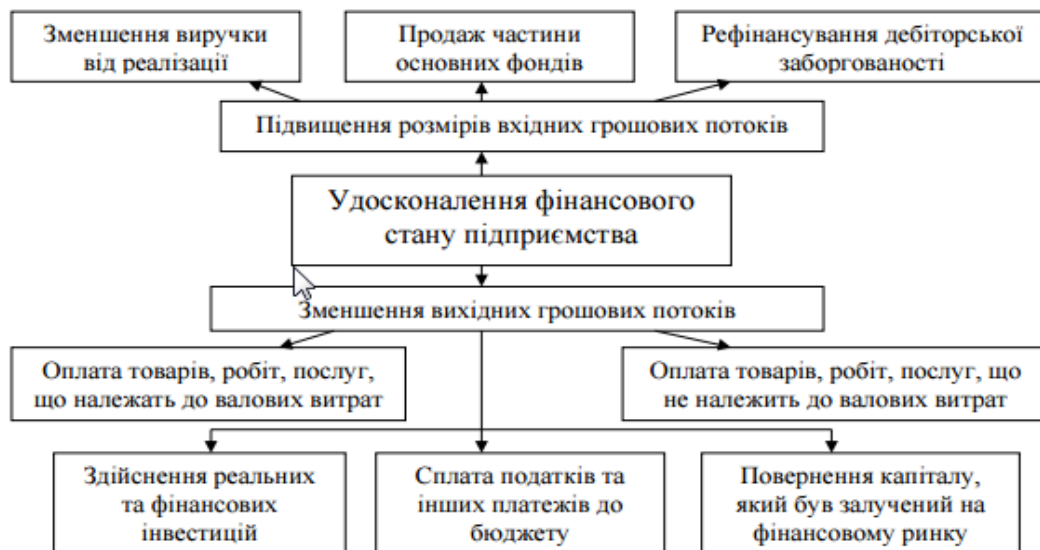 Зменшення виручки
від реалізації
Продаж частини
основних фондів
Рефінансування дебіторської
заборгованості
Підвищення розмірів вхідних грошових потоків
Удосконалення фінансового
стану підприємства
Зменшення вихідних грошових потоків
Оплата товарів, робіт, послуг,
що належать до валових витрат
Оплата товарів, робіт, послуг, що
не належить до валових витрат
Здійснення реальних
та фінансових
інвестицій
Сплата податків та
інших платежів до
бюджету
Повернення капіталу,
який був залучений на
фінансовому ринку